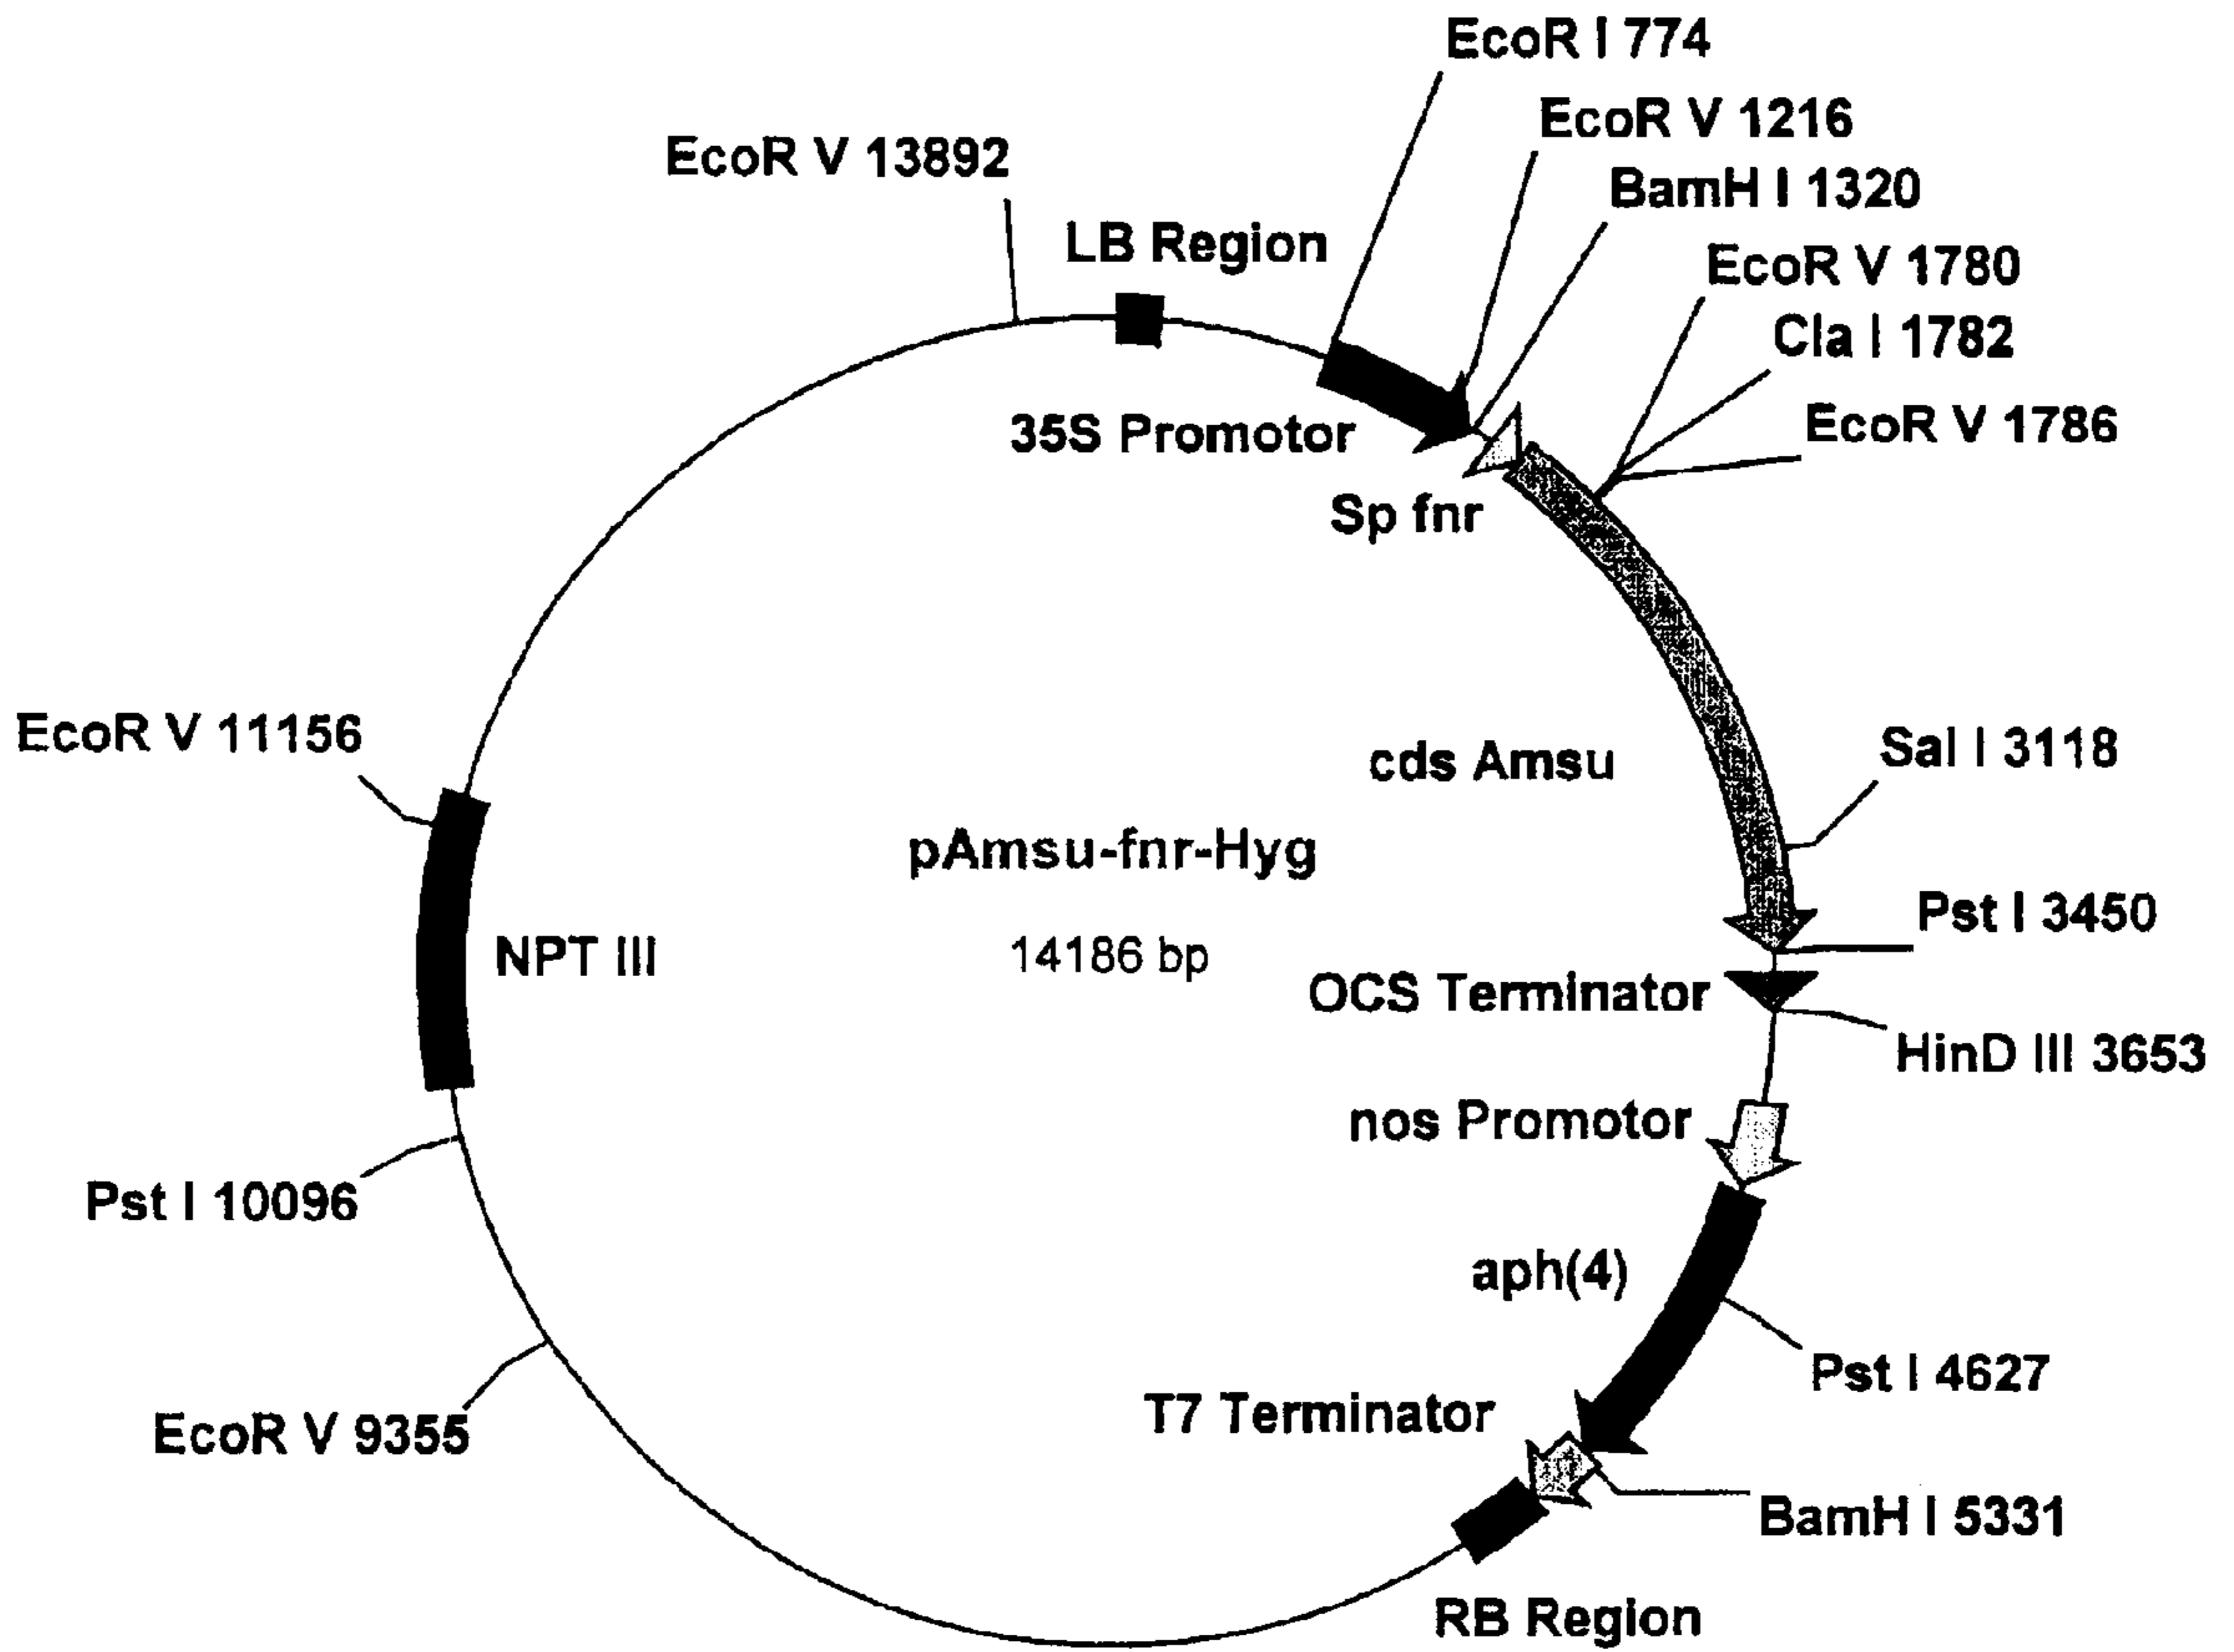 EcoR I 774
EcoR V 1216
EcoR V 13892
BamH I 1320
LB Region
EcoR V 1780
Cla I 1782
35S Promotor
EcoR V 1786
Sp fnr
EcoR V 11156
cds Amsu
Sal I 3118
pAmsu-fnr-Hyg
Pst I 3450
NPT III
14186 bp
OCS Terminator
HinD III 3653
nos Promotor
Pst I 10096
aph(4)
Pst I 4627
T7 Terminator
EcoR V 9355
BamH I 5331
RB Region